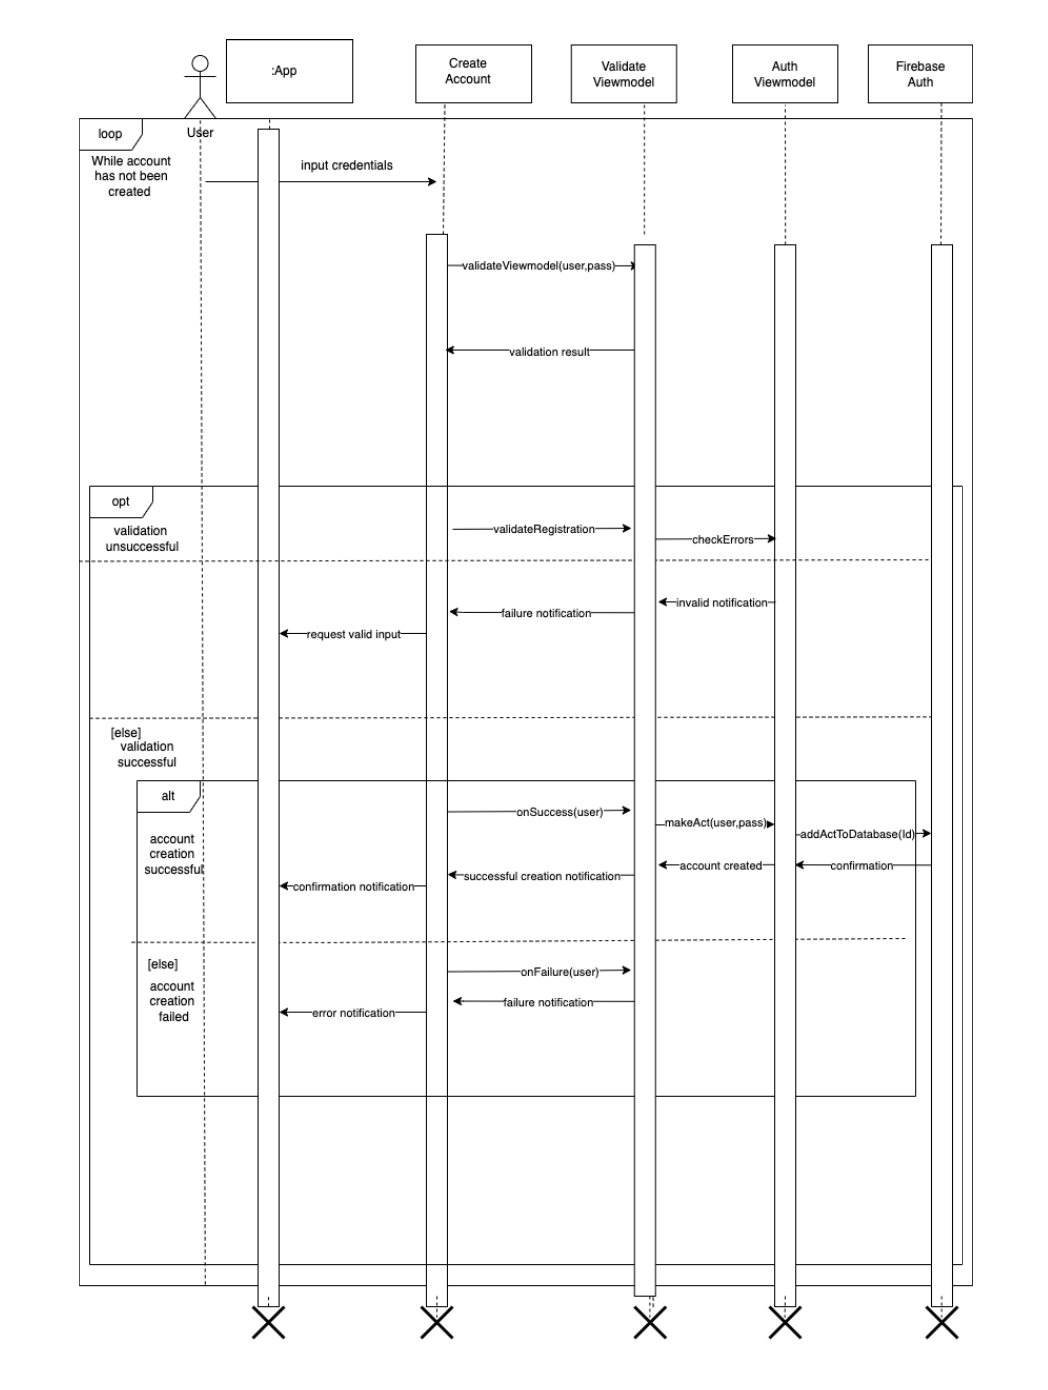 :App
Create
Account
Validate
Viewmodel
Auth
Viewmodel
Firebase
Auth
loop
User
While account
has not been
created
input credentials
validateViewmodel(user,pass)
validation result
opt
validation
unsuccessful
validateRegistration
checkErrors
invalid notification
failure notification
request valid input
[else]
validation
successful
alt
onSuccess(user)
makeAct(user,pass)
addActToDatabase(Id)
account
creation
successful
account created
confirmation
successful creation notification
confirmation notification
[else]
account
creation
failed
onFailure(user)
failure notification
error notification